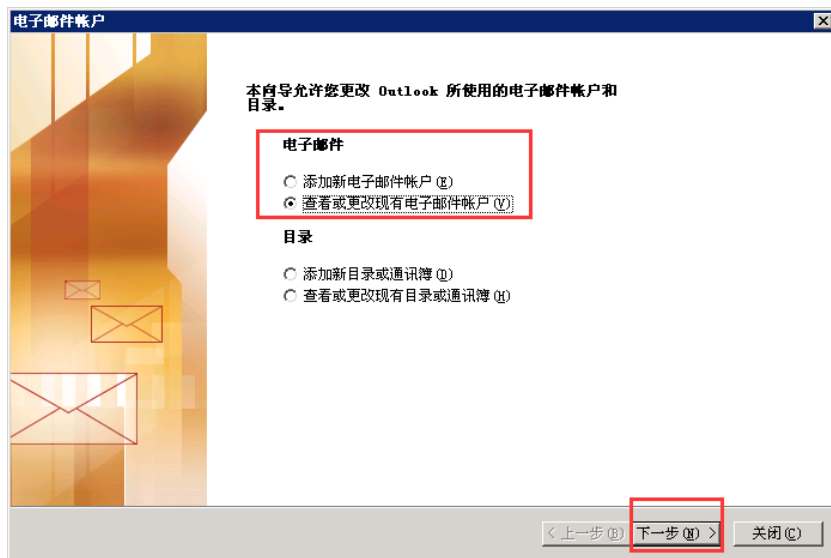 电子邮件帐户
本向导允许您更改 Outlook 所使用的电子邮件帐户和
目录。
电子邮件
添加新电子邮件帐户(E)
查看或更改现有电子邮件帐户(V)
目录
添加新目录或通讯簿(D)
查看或更改现有目录或通讯簿(H)
< 上一步(B) 下一步(N) > 关闭(C)